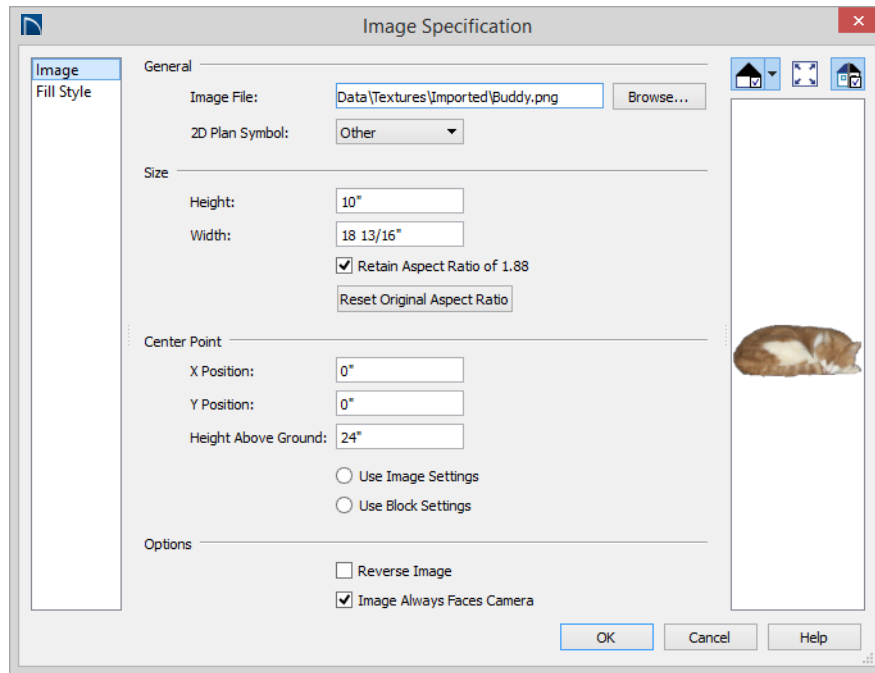 Image Specification
Image
Fill Style
General
Image File: Data\Textures\Imported\Buddy.png Browse...
2D Plan Symbol: Other
Size
Height: 10"
Width: 18 13/16"
Retain Aspect Ratio of 1.88
Reset Original Aspect Ratio
Center Point
X Position: 0"
Y Position: 0"
Height Above Ground: 24"
Use Image Settings
Use Block Settings
Options
Reverse Image
Image Always Faces Camera
OK Cancel Help